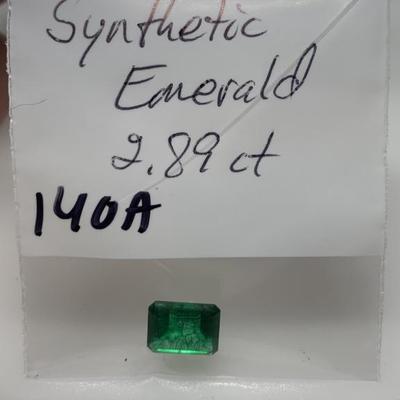 Synthetic
Emerald
2.89 ct
140A